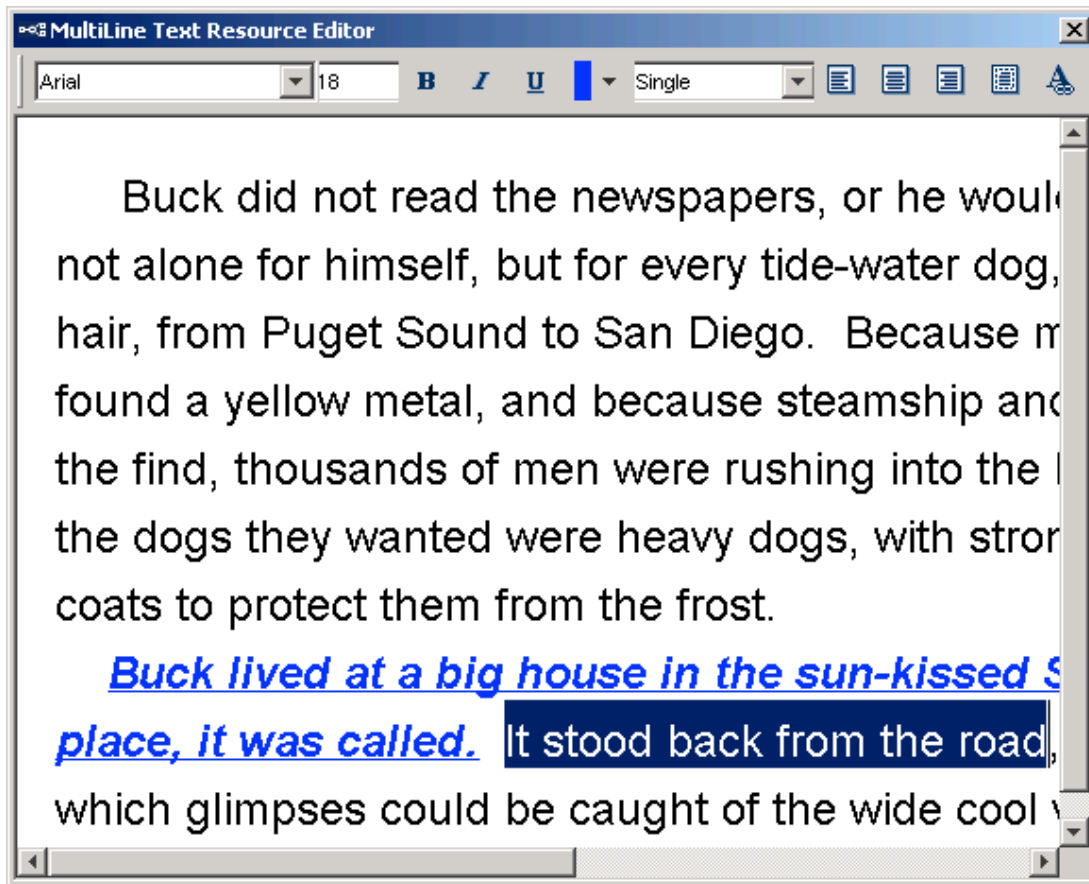 MultiLine Text Resource Editor
Arial 18 B I U Single A
Buck did not read the newspapers, or he
not alone for himself, but for every tide-water dog,
hair, from Puget Sound to San Diego.  Because
found a yellow metal, and because steamship
the find, thousands of men were rushing into the
the dogs they wanted were heavy dogs, with
coats to protect them from the frost.
Buck lived at a big house in the sun-kissed
place, it was called.  It stood back from the road,
which glimpses could be caught of the wide cool